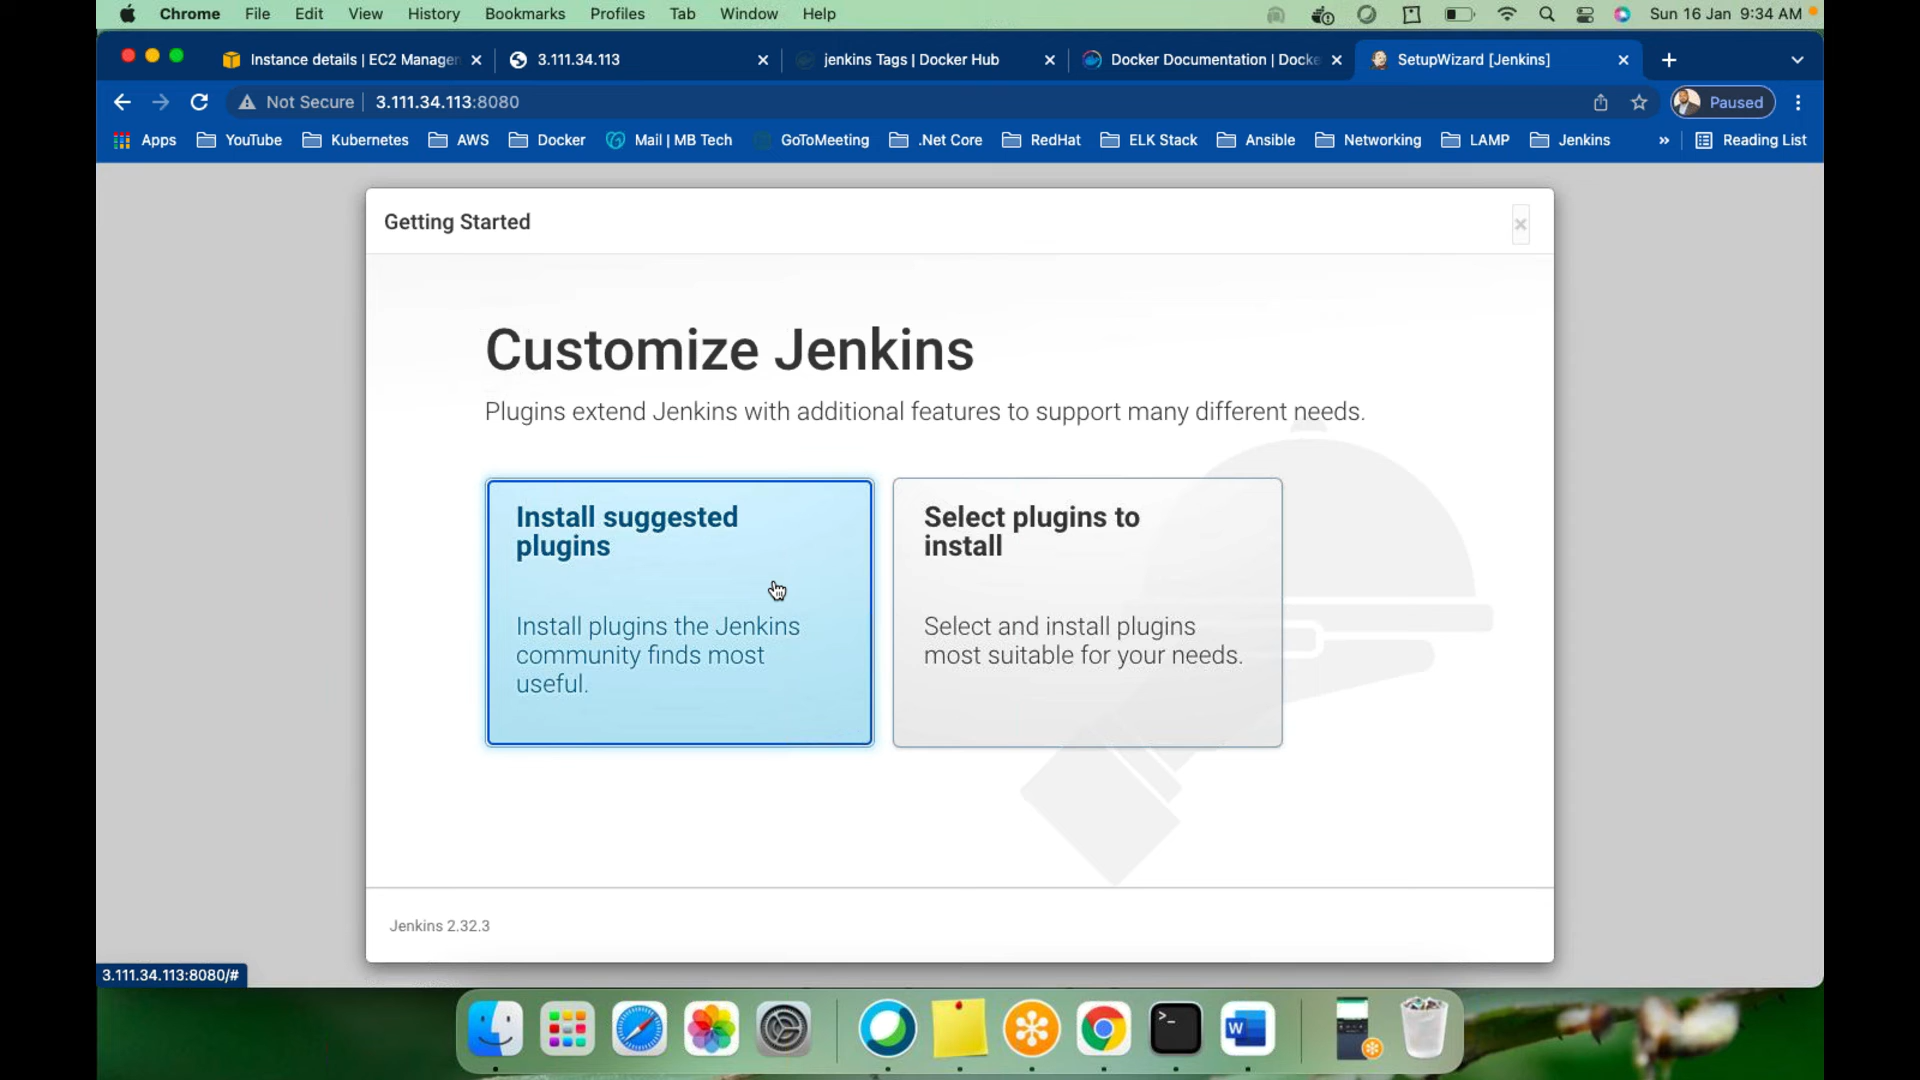 Chrome File Edit View History Bookmarks Profiles Tab Window Help Sun 16 Jan 9:34 AM
Instance details | EC2 Manager 3.111.34.113 jenkins Tags | Docker Hub Docker Documentation | Docke SetupWizard [Jenkins]
Not Secure 3.111.34.113:8080 Paused
Apps YouTube Kubernetes AWS Docker Mail | MB Tech GoToMeeting .Net Core RedHat ELK Stack Ansible Networking LAMP Jenkins » Reading List
Getting Started
Customize Jenkins
Plugins extend Jenkins with additional features to support many different needs.
Install suggested
plugins
Install plugins the Jenkins
community finds most
useful.
Select plugins to
install
Select and install plugins
most suitable for your needs.
Jenkins 2.32.3
3.111.34.113:8080/#